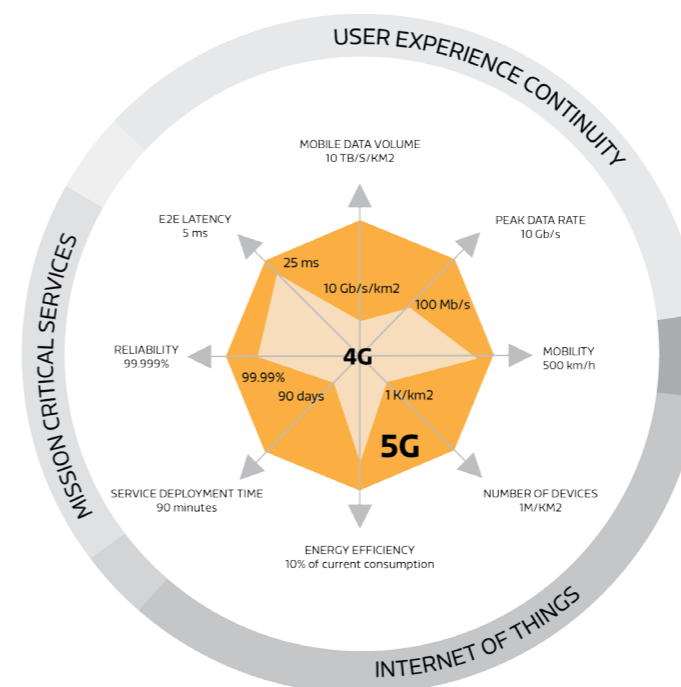 USER EXPERIENCE CONTINUITY
MOBILE DATA VOLUME
10 TB/S/KM2
E2E LATENCY
5 ms
PEAK DATA RATE
10 Gb/s
25 ms
10 Gb/s/km2
100 Mb/s
MISSION CRITICAL SERVICES
RELIABILITY
99.999%
4G
MOBILITY
500 km/h
99.99%
90 days
1 K/km2
5G
SERVICE DEPLOYMENT TIME
90 minutes
NUMBER OF DEVICES
1M/KM2
ENERGY EFFICIENCY
10% of current consumption
INTERNET OF THINGS